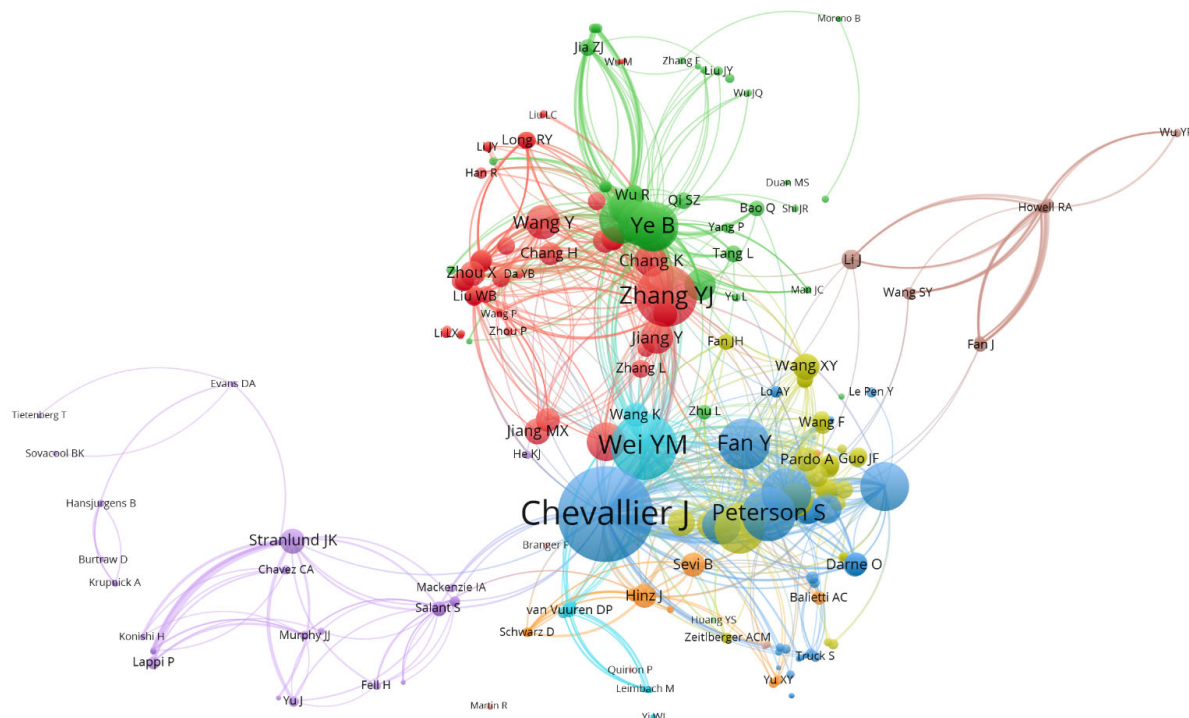 Moreno B
Jia ZJ
Wu M
Zhang F
Liu JY
Wu JQ
Liu LC
Long RY
Li JY
Wu YF
Han R
Duan MS
Wu R
Qi SZ
Howell RA
Bao Q
Shi JR
Wang Y
Ye B
Yang P
Chang H
Chang K
Tang L
Li J
Zhou X
Da YB
Liu WB
Zhang YJ
Yu L
Man JC
Wang SY
Wang P
Li LX
Zhou P
Jiang Y
Fan JH
Fan J
Zhang L
Wang XY
Evans DA
Lo AY
Le Pen Y
Tietenberg T
Wang K
Zhu L
Wang F
Jiang MX
Wei YM
Fan Y
Sovacool BK
He KJ
Pardo A
Guo JF
Hansjurgens B
Chevallier J
Peterson S
Stranlund JK
Branger F
Burtraw D
Chavez CA
Sevi B
Darne O
Krupnick A
Mackenzie IA
Salant S
van Vuuren DP
Hinz J
Balietti AC
Huang YS
Konishi H
Murphy JJ
Schwarz D
Zeitlberger ACM
Lappi P
Truck S
Quirion P
Feil H
Leimbach M
Yu XY
Yu J
Martin R